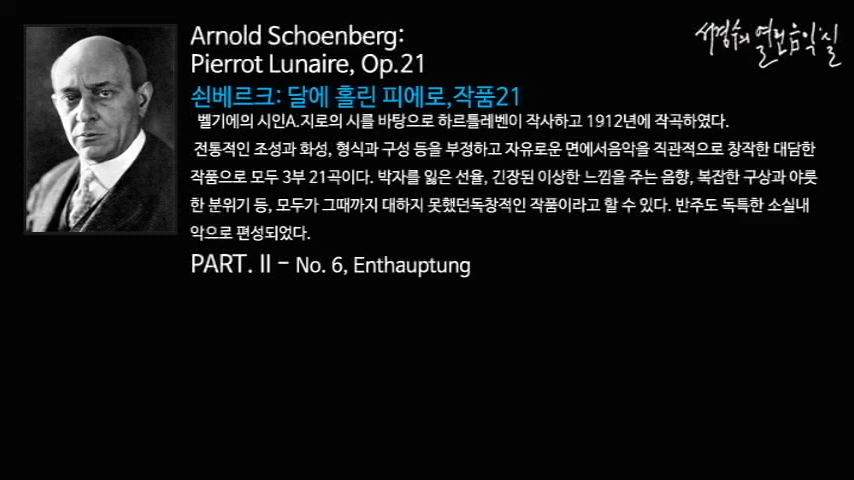 Arnold Schoenberg:
Pierrot Lunaire, Op.21
쇤베르크: 달에 홀린 피에로,작품21
벨기에의 시인A.지로의 시를 바탕으로 하르틀레벤이 작사하고 1912년에 작곡하였다.
전통적인 조성과 화성, 형식과 구성 등을 부정하고 자유로운 면에서음악을 직관적으로 창작한 대담한
작품으로 모두 3부 21곡이다. 박자를 잃은 선율, 긴장된 이상한 느낌을 주는 음향, 복잡한 구상과 야릇
한 분위기 등, 모두가 그때까지 대하지 못했던독창적인 작품이라고 할 수 있다. 반주도 독특한 소실내
악으로 편성되었다.
PART. II - No. 6, Enthauptung
서경수의 열린음악실